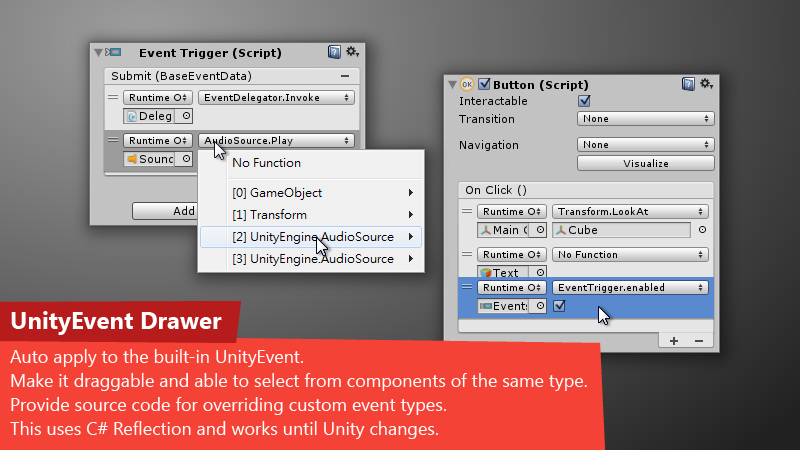 Event Trigger (Script)
Submit (BaseEventData)
Runtime O
EventDelegator.Invoke
Deleg
Runtime O
AudioSource.Play
Sounc
No Function
[0] GameObject
[1] Transform
[2] UnityEngine.AudioSource
[3] UnityEngine.AudioSource
Add
OK
Button (Script)
Interactable
Transition
None
Navigation
None
Visualize
On Click ()
Runtime O
Transform.LookAt
Main C
Cube
Runtime O
No Function
Text
Runtime O
EventTrigger.enabled
Events
UnityEvent Drawer
Auto apply to the built-in UnityEvent.
Make it draggable and able to select from components of the same type.
Provide source code for overriding custom event types.
This uses C# Reflection and works until Unity changes.